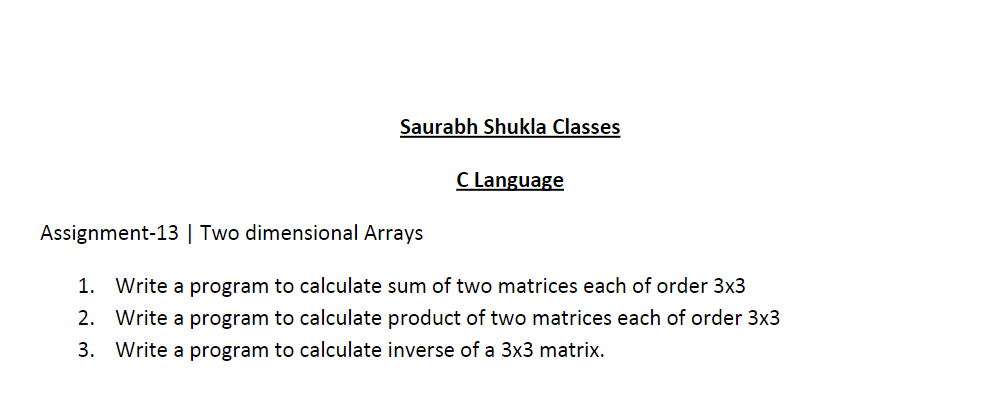 Saurabh Shukla Classes
C Language
Assignment-13 | Two dimensional Arrays
1. Write a program to calculate sum of two matrices each of order 3x3
2. Write a program to calculate product of two matrices each of order 3x3
3. Write a program to calculate inverse of a 3x3 matrix.